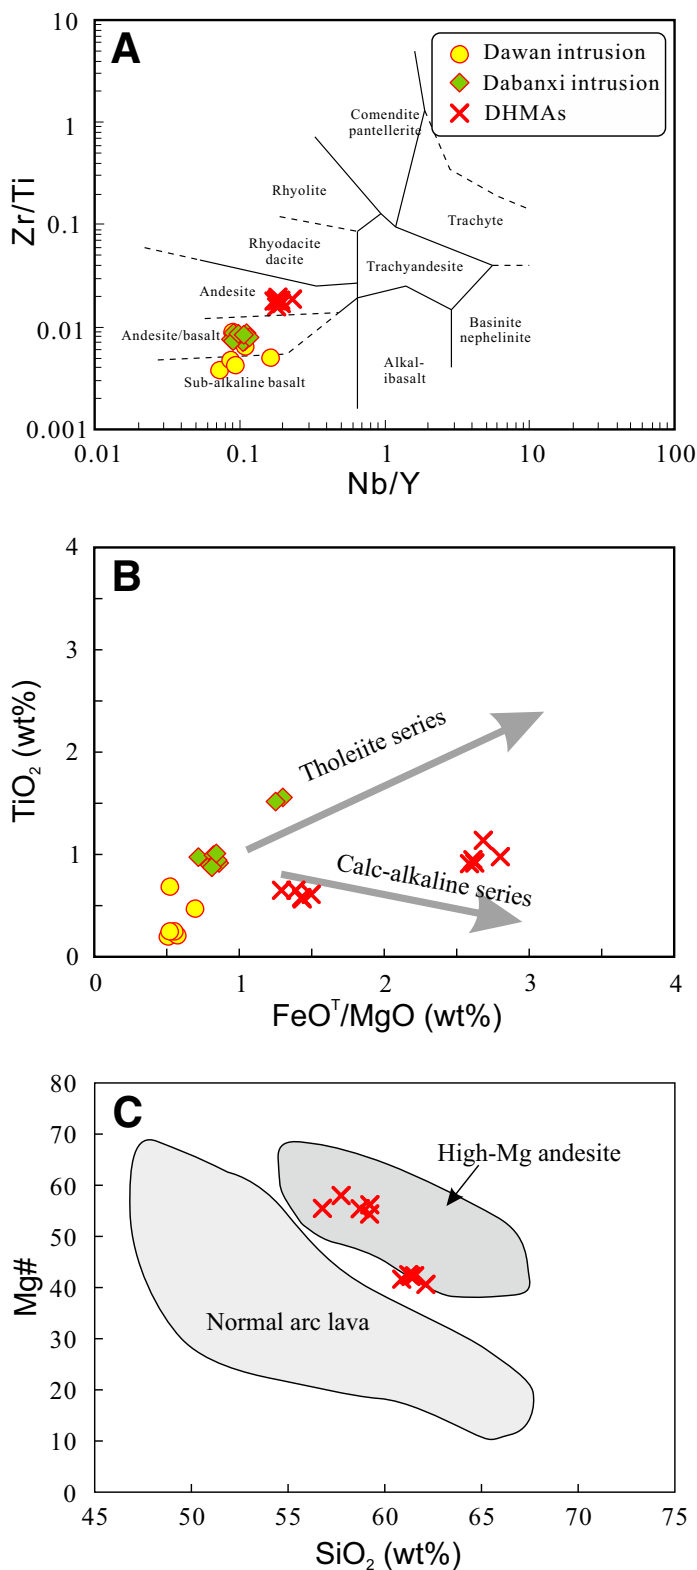 A
Dawan intrusion
Dabanxi intrusion
DHMAs
10
1
0.1
0.01
0.001
Zr/Ti
Comendite
pantellerite
Rhyolite
Trachyte
Rhyodacite
dacite
Trachyandesite
Andesite
Andesite/basalt
Basinite
nephelinite
Sub-alkaline basalt
Alkal-
ibasalt
0.01
0.1
1
10
10
100
Nb/Y
B
4
3
2
1
0
TiO₂ (wt%)
Tholeiite series
Calc-alkaline series
0
1
2
3
4
FeOᵀ/MgO (wt%)
C
80
70
60
50
40
30
20
10
0
Mg#
High-Mg andesite
Normal arc lava
45
50
55
60
65
70
75
SiO₂ (wt%)